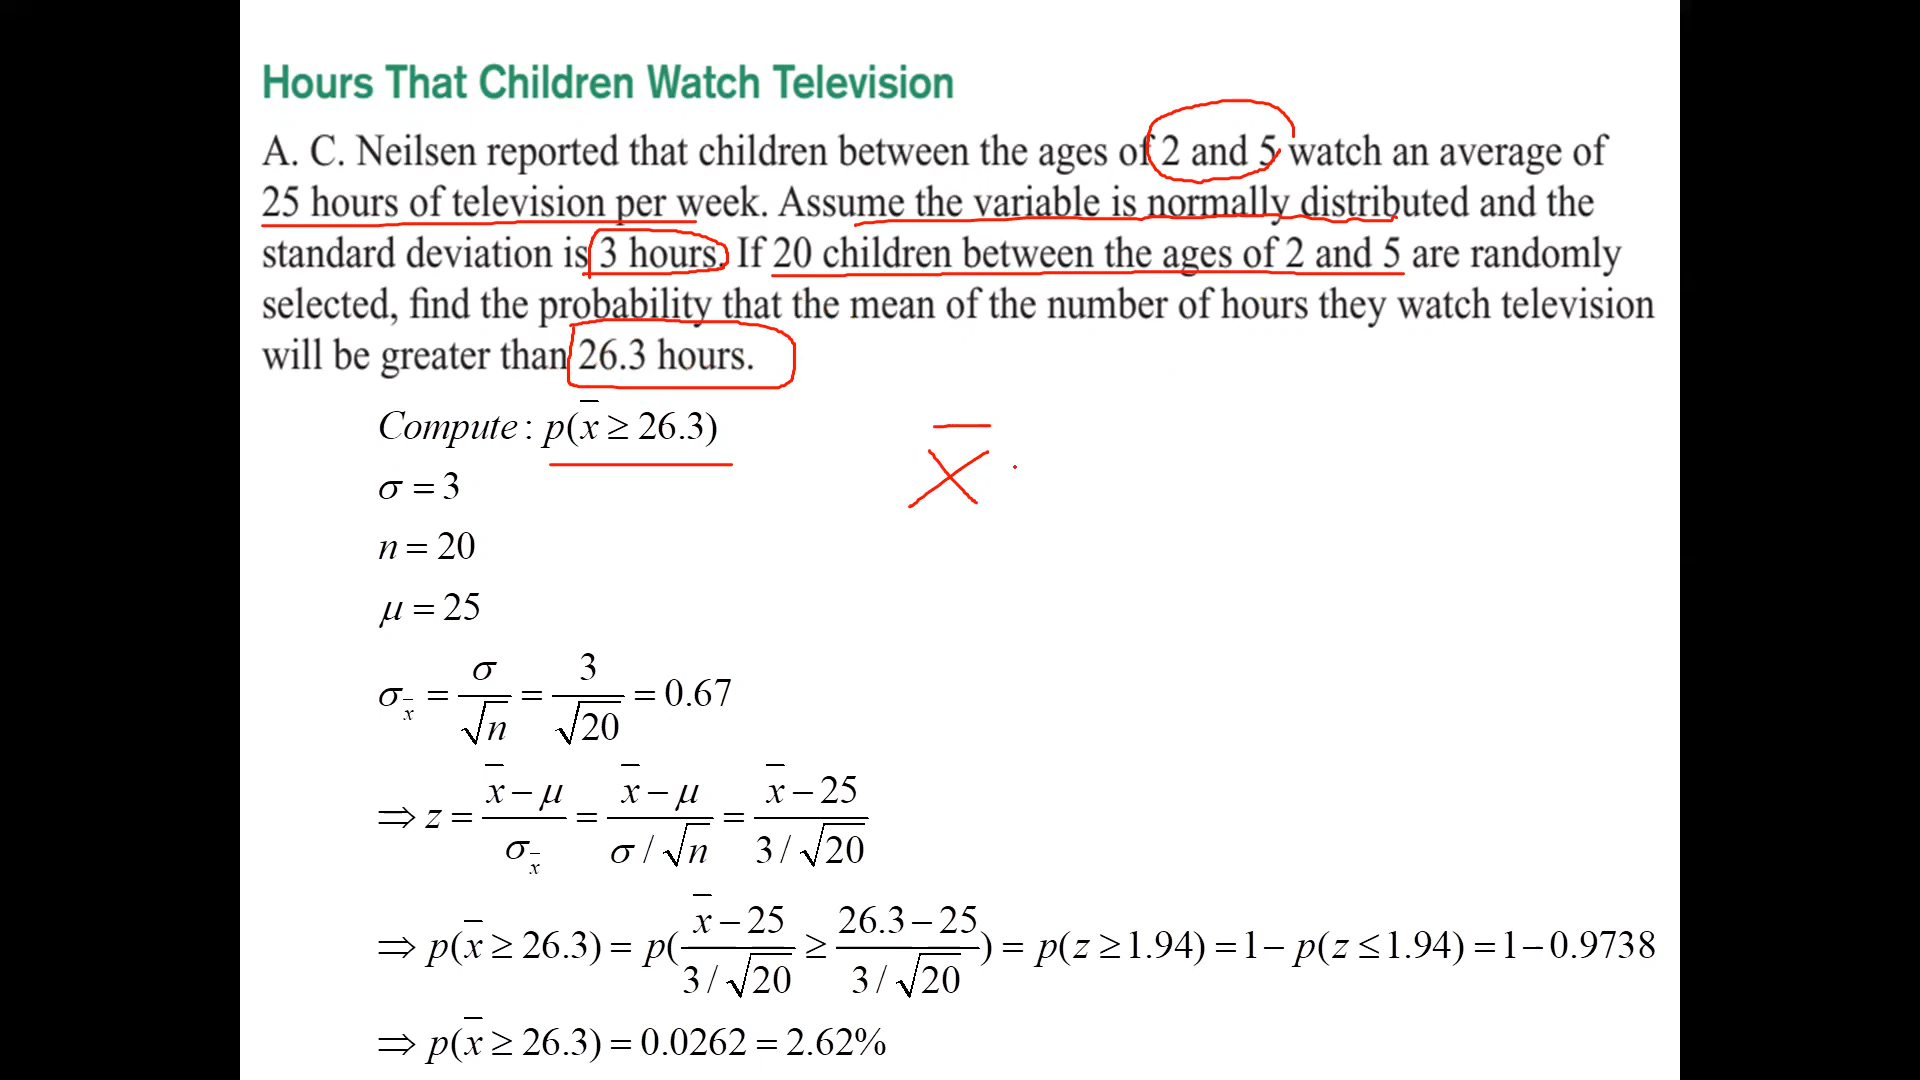 Hours That Children Watch Television
A. C. Neilsen reported that children between the ages of 2 and 5 watch an average of
25 hours of television per week. Assume the variable is normally distributed and the
standard deviation is 3 hours. If 20 children between the ages of 2 and 5 are randomly
selected, find the probability that the mean of the number of hours they watch television
will be greater than 26.3 hours.
Compute: p(x̄ ≥ 26.3)
x̄
σ = 3
n = 20
μ = 25
σ_x̄ = σ/√n = 3/√20 = 0.67
⇒ z = (x̄ − μ)/σ_x̄ = (x̄ − μ)/(σ/√n) = (x̄ − 25)/(3/√20)
⇒ p(x̄ ≥ 26.3) = p((x̄ − 25)/(3/√20) ≥ (26.3 − 25)/(3/√20)) = p(z ≥ 1.94) = 1 − p(z ≤ 1.94) = 1 − 0.9738
⇒ p(x̄ ≥ 26.3) = 0.0262 = 2.62%